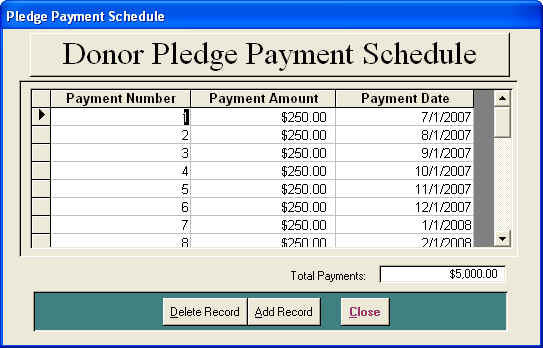 Pledge Payment Schedule
Donor Pledge Payment Schedule
Payment Number Payment Amount Payment Date
1 $250.00 7/1/2007
2 $250.00 8/1/2007
3 $250.00 9/1/2007
4 $250.00 10/1/2007
5 $250.00 11/1/2007
6 $250.00 12/1/2007
7 $250.00 1/1/2008
8 $250.00 2/1/2008
Total Payments: $5,000.00
Delete Record Add Record Close